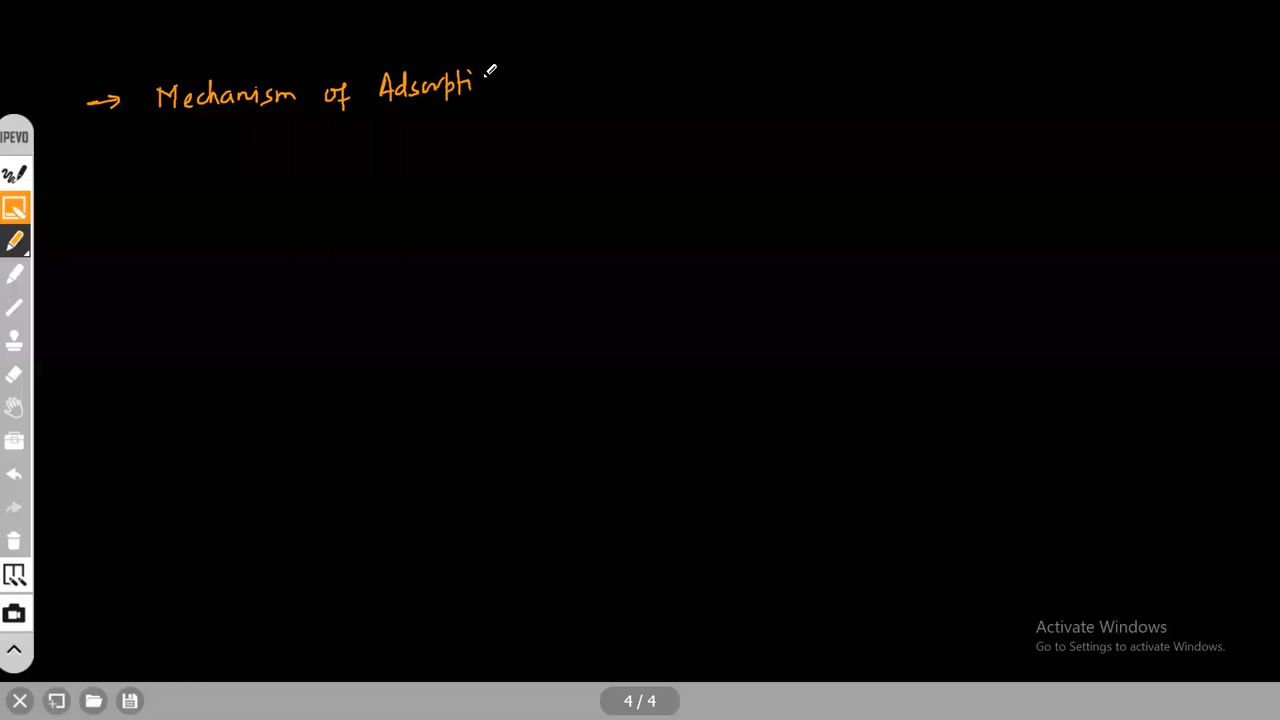 → Mechanism of Adsorpti
IPEVO
Activate Windows
Go to Settings to activate Windows.
4 / 4